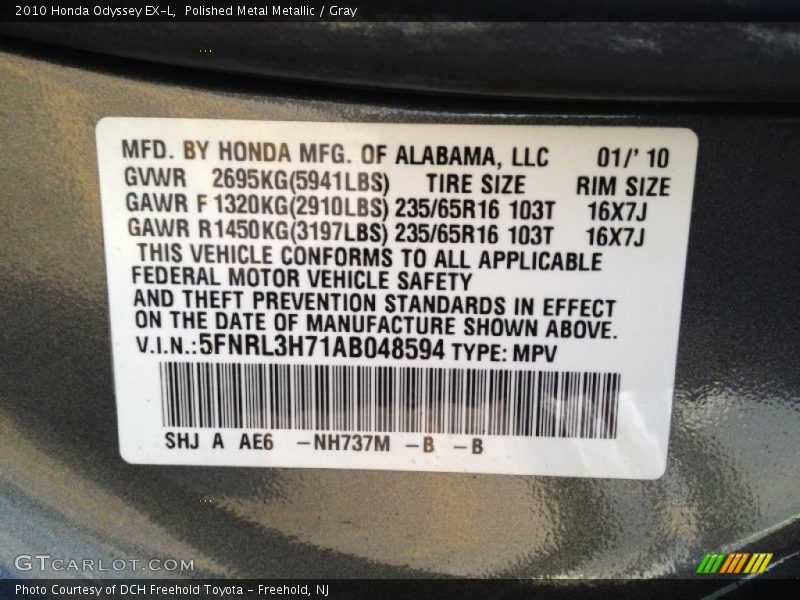 2010 Honda Odyssey EX-L,  Polished Metal Metallic / Gray
MFD. BY HONDA MFG. OF ALABAMA, LLC 01/' 10
GVWR 2695KG(5941LBS) TIRE SIZE RIM SIZE
GAWR F 1320KG(2910LBS) 235/65R16 103T 16X7J
GAWR R1450KG(3197LBS) 235/65R16 103T 16X7J
THIS VEHICLE CONFORMS TO ALL APPLICABLE
FEDERAL MOTOR VEHICLE SAFETY
AND THEFT PREVENTION STANDARDS IN EFFECT
ON THE DATE OF MANUFACTURE SHOWN ABOVE.
V.I.N.:5FNRL3H71AB048594 TYPE: MPV
SHJ A AE6 -NH737M -B -B
GTCARLOT.COM
Photo Courtesy of DCH Freehold Toyota - Freehold, NJ